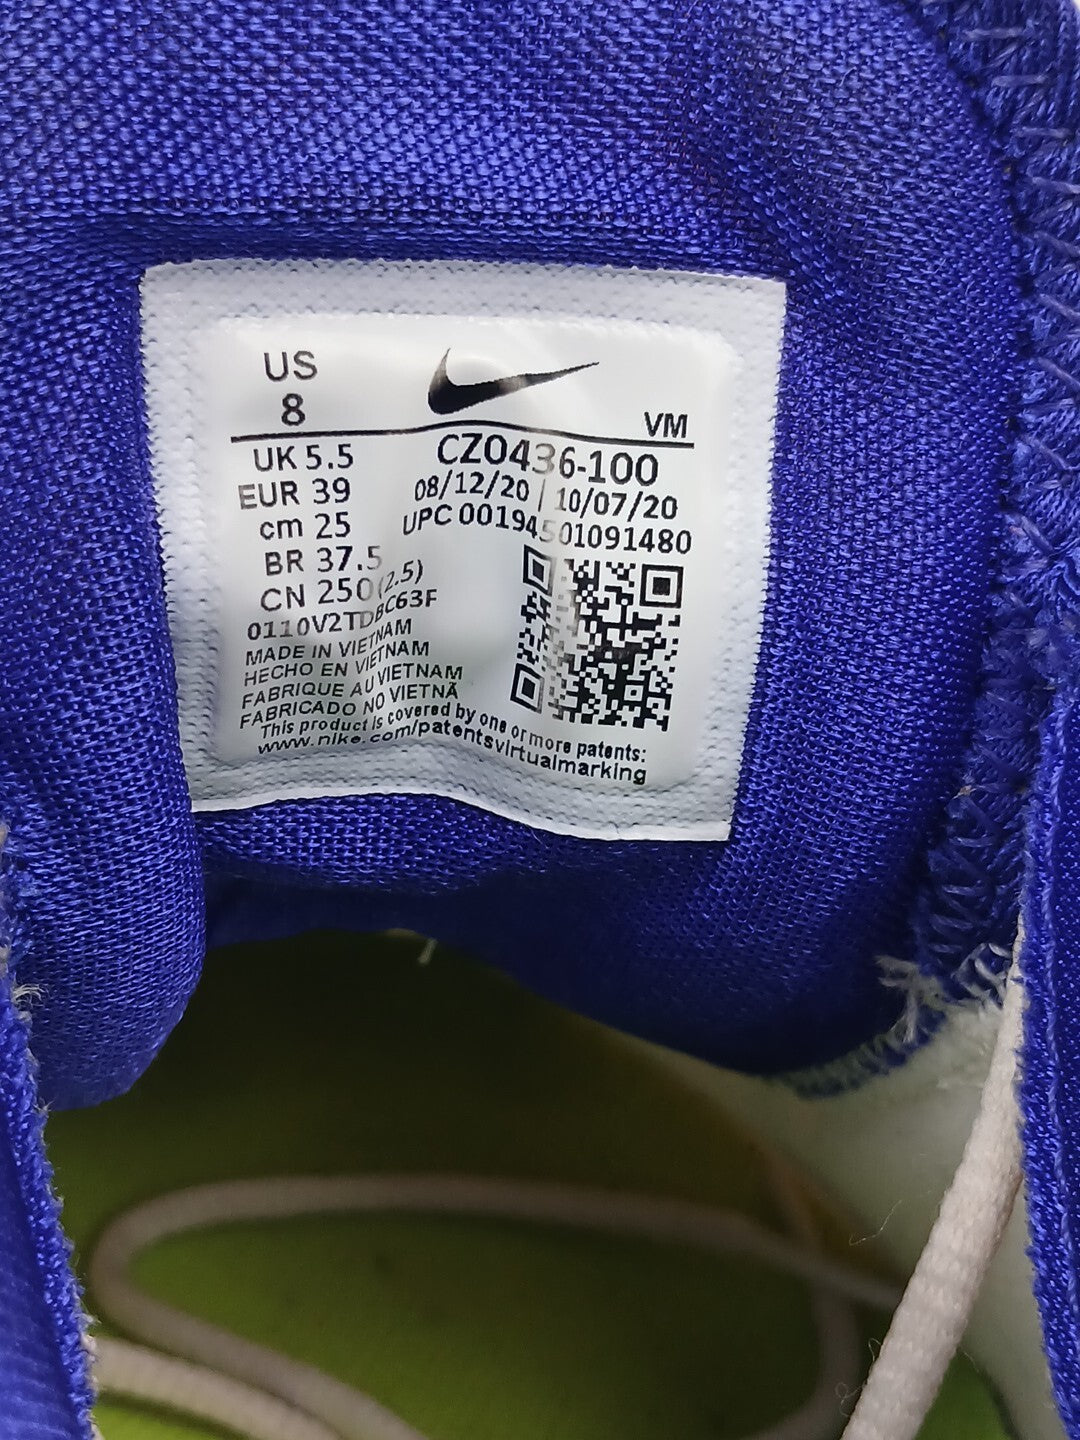 US
8
VM
UK 5.5
EUR 39
cm 25
BR 37.5
CN 250 (2.5)
0110V2TDBC63F
CZ0436-100
08/12/20 | 10/07/20
UPC 00194501091480
MADE IN VIETNAM
HECHO EN VIETNAM
FABRIQUE AU VIETNAM
FABRICADO NO VIETNÃ
This product is covered by one or more patents:
www.nike.com/patentsvirtualmarking